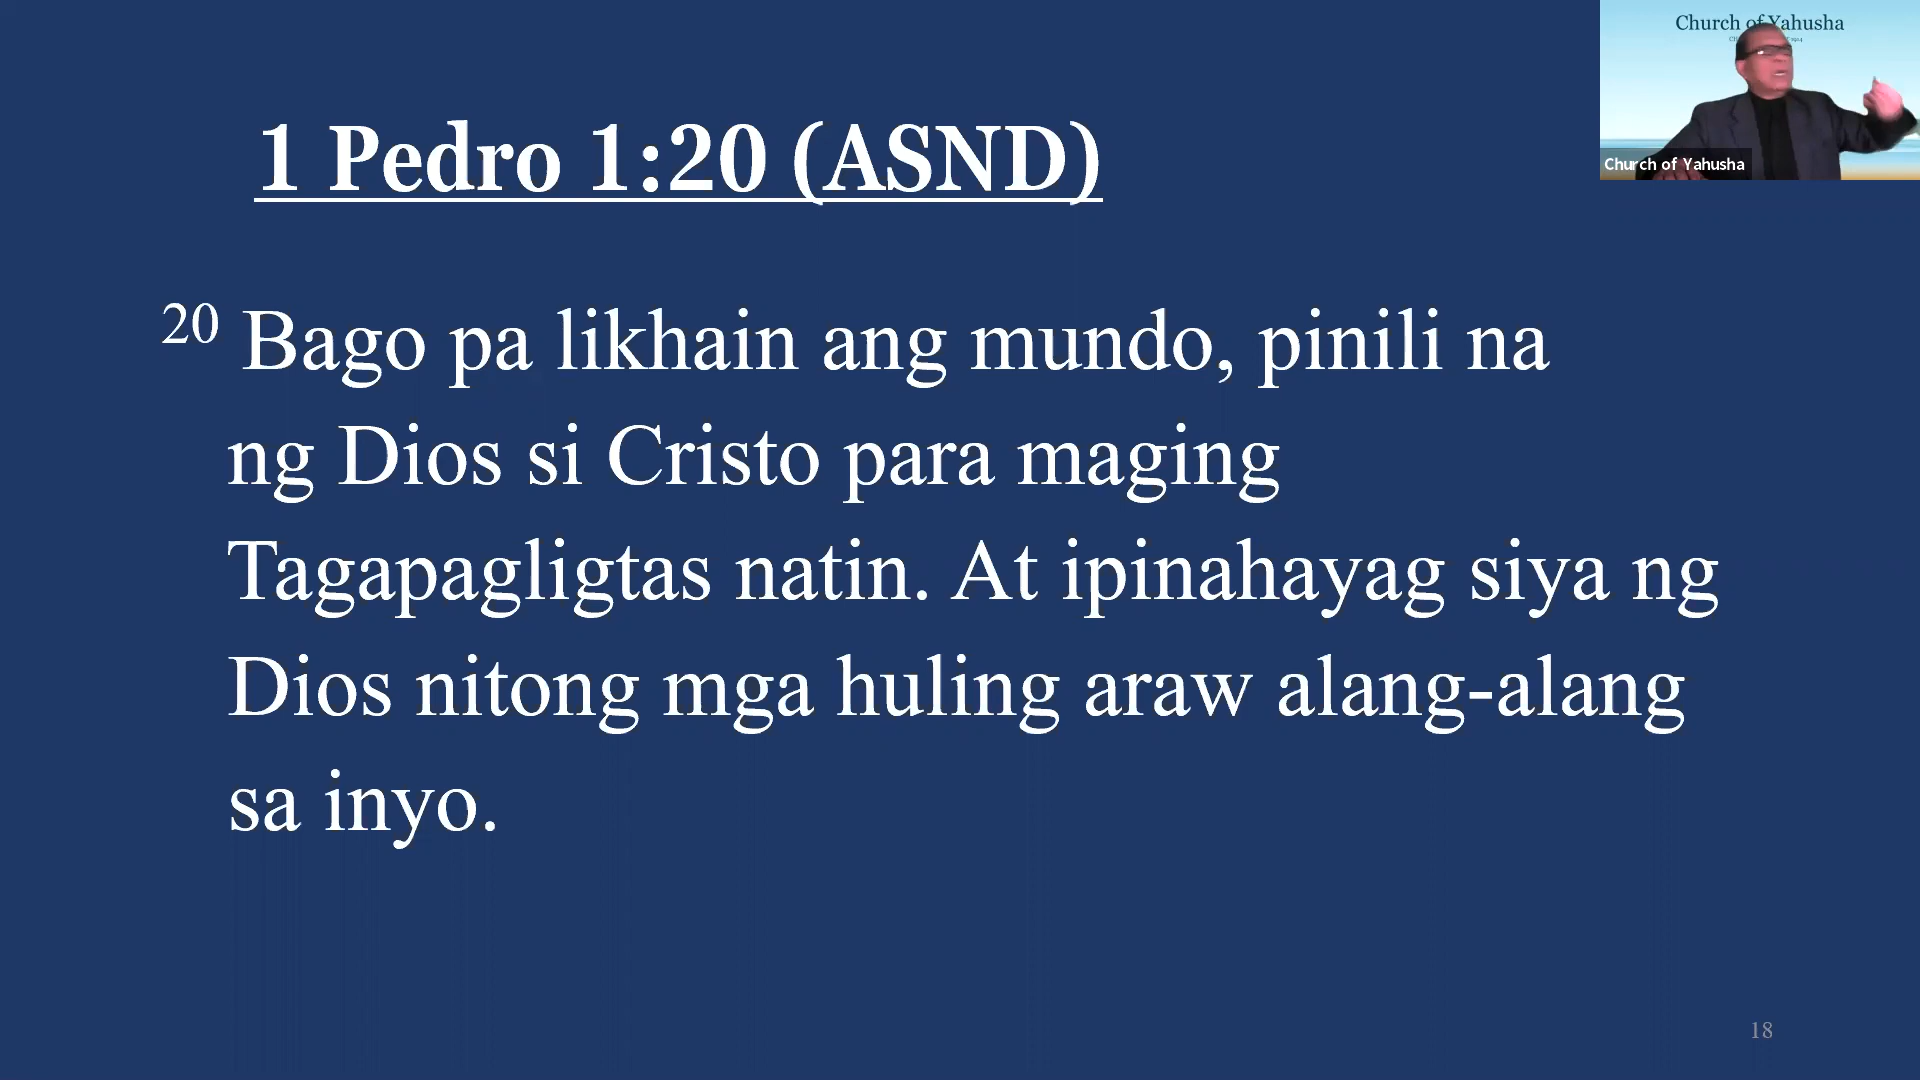 Church of Yahusha
1 Pedro 1:20 (ASND)
Church of Yahusha
20 Bago pa likhain ang mundo, pinili na
ng Dios si Cristo para maging
Tagapagligtas natin. At ipinahayag siya ng
Dios nitong mga huling araw alang-alang
sa inyo.
18